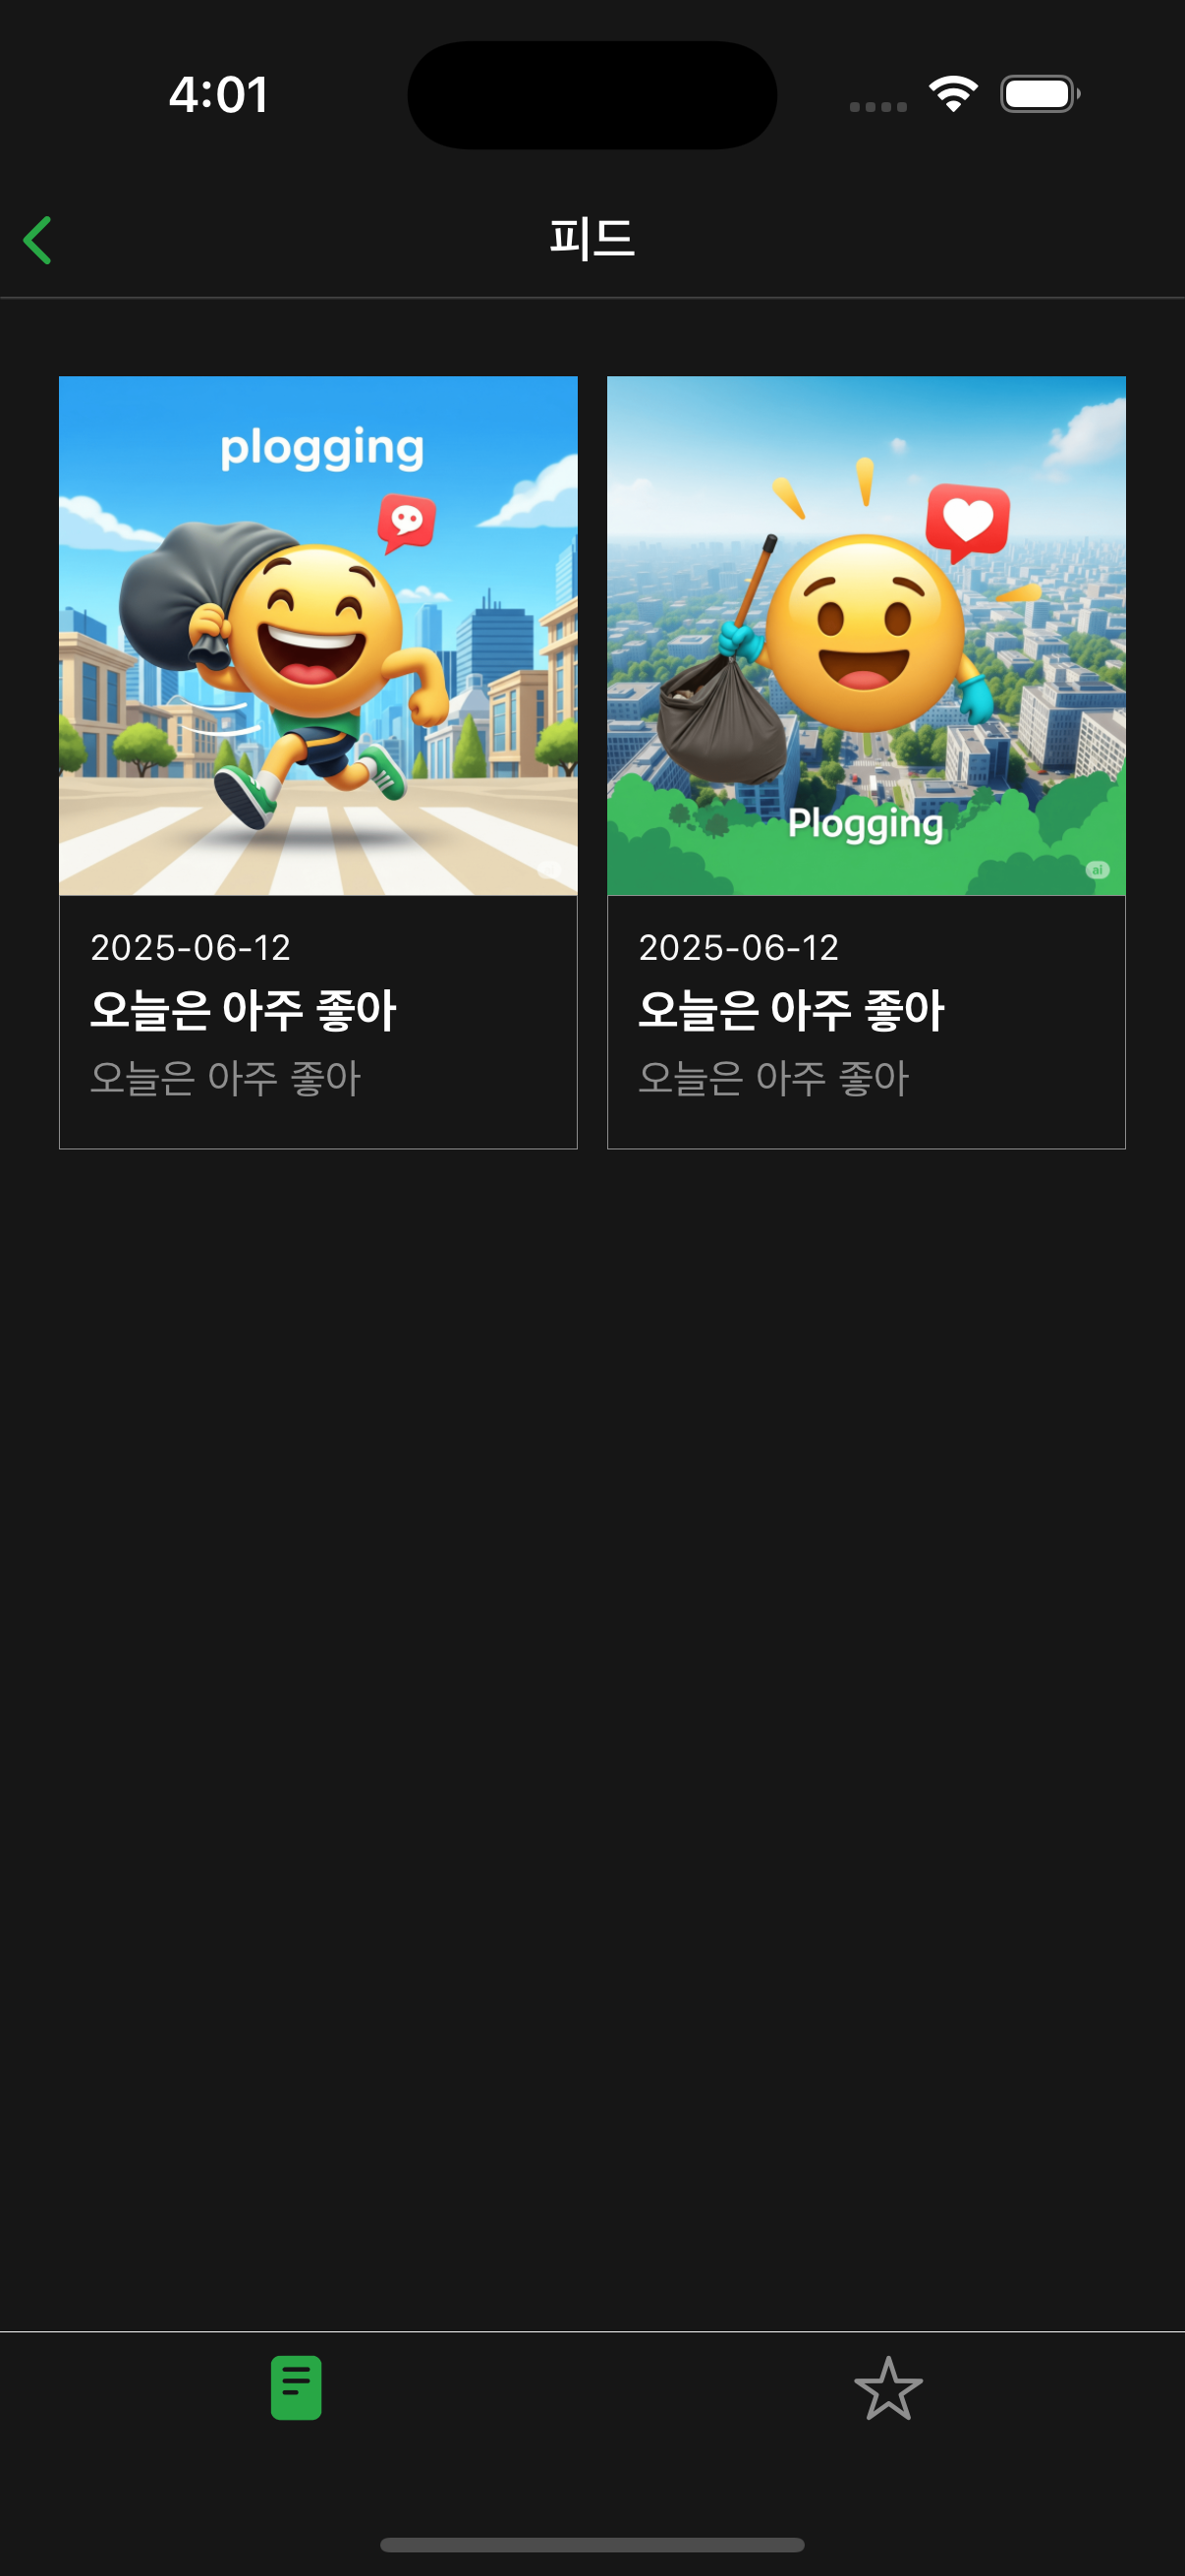 4:01
피드
plogging
Plogging
ai
2025-06-12
오늘은 아주 좋아
오늘은 아주 좋아
2025-06-12
오늘은 아주 좋아
오늘은 아주 좋아